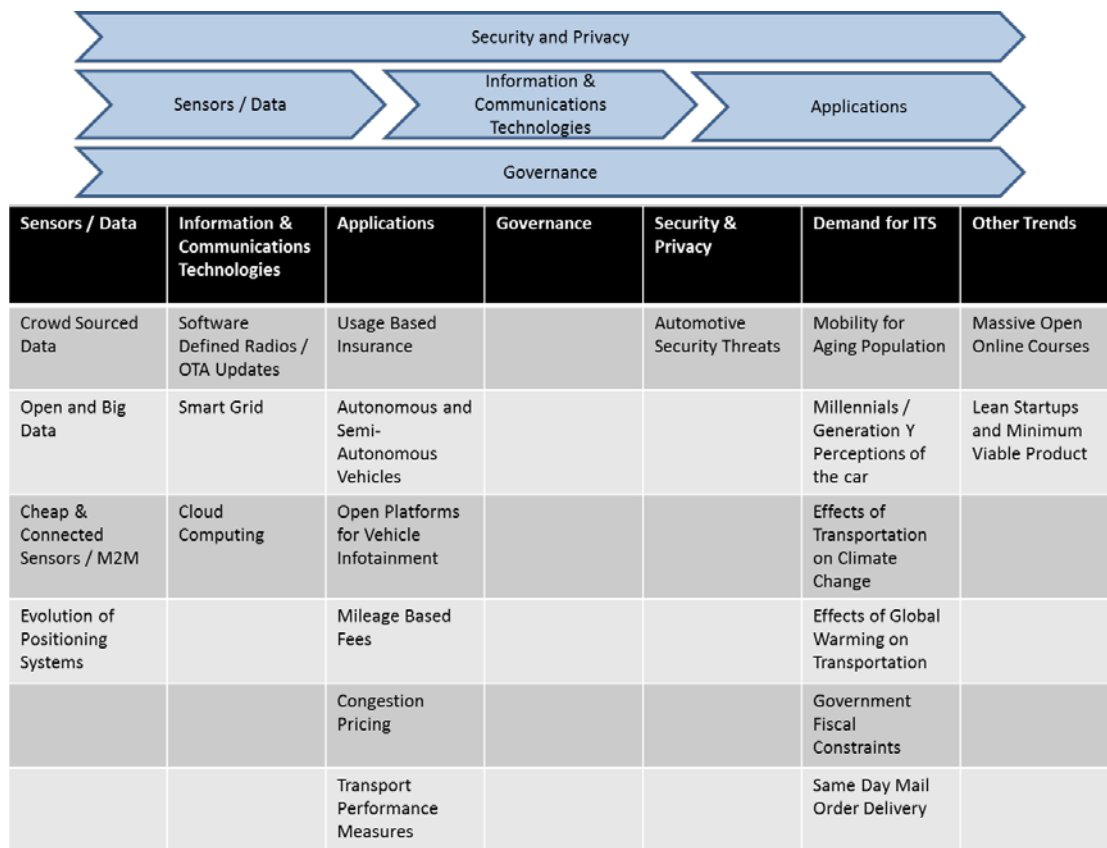 Security and Privacy
Sensors / Data
Information &
Communications
Technologies
Applications
Governance
Sensors / Data
Information &
Communications
Technologies
Applications
Governance
Security &
Privacy
Demand for ITS
Other Trends
Crowd Sourced
Data
Software
Defined Radios /
OTA Updates
Usage Based
Insurance
Automotive
Security Threats
Mobility for
Aging Population
Massive Open
Online Courses
Open and Big
Data
Smart Grid
Autonomous and
Semi-
Autonomous
Vehicles
Millennials /
Generation Y
Perceptions of
the car
Lean Startups
and Minimum
Viable Product
Cheap &
Connected
Sensors / M2M
Cloud
Computing
Open Platforms
for Vehicle
Infotainment
Effects of
Transportation
on Climate
Change
Evolution of
Positioning
Systems
Mileage Based
Fees
Effects of Global
Warming on
Transportation
Congestion
Pricing
Government
Fiscal
Constraints
Transport
Performance
Measures
Same Day Mail
Order Delivery